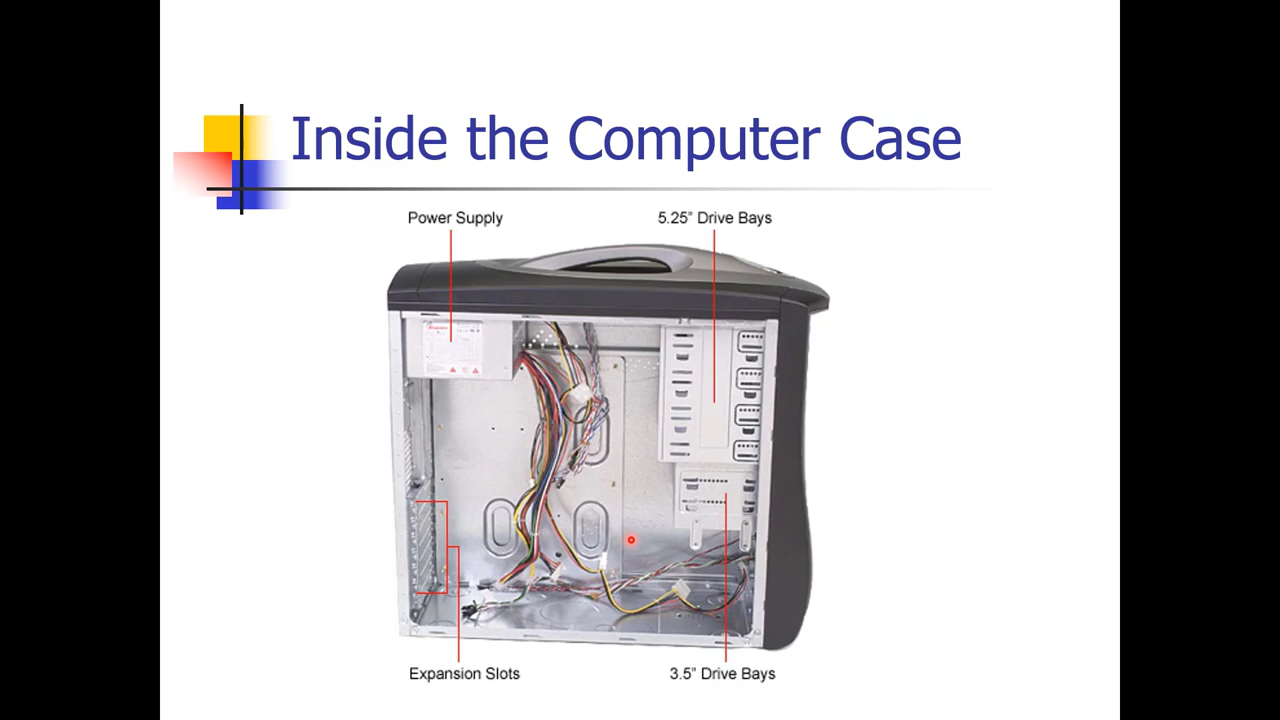 Inside the Computer Case
Power Supply
5.25” Drive Bays
Expansion Slots
3.5” Drive Bays